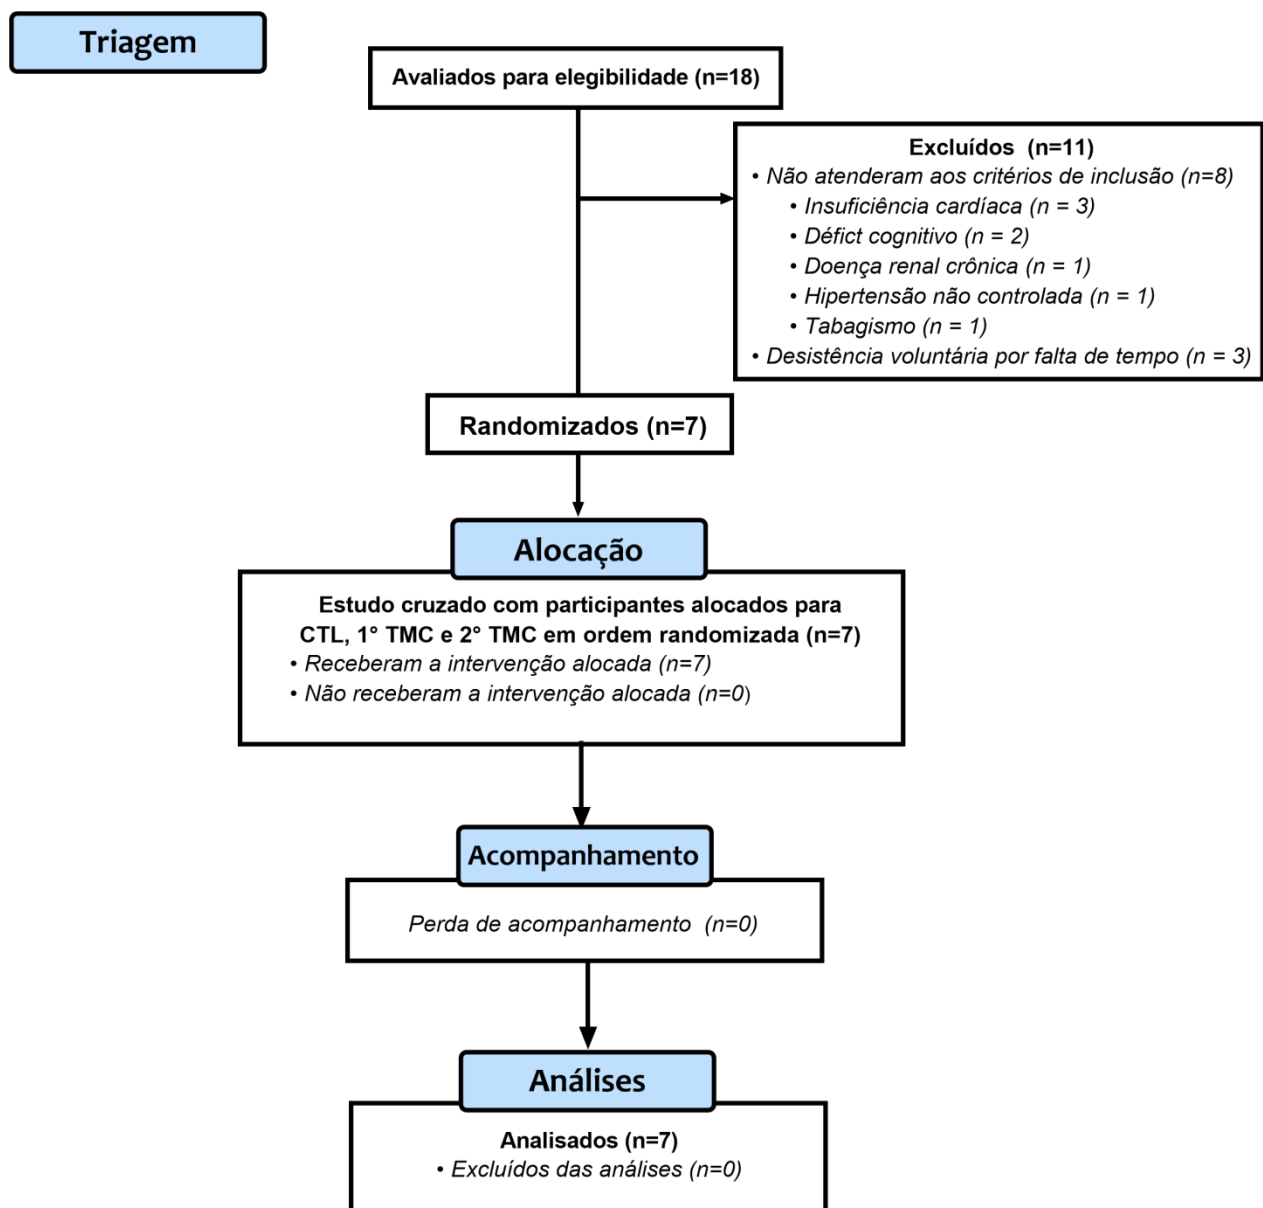 Triagem
Avaliados para elegibilidade (n=18)
Excluídos  (n=11)
• Não atenderam aos critérios de inclusão (n=8)
• Insuficiência cardíaca (n = 3)
• Défict cognitivo (n = 2)
• Doença renal crônica (n = 1)
• Hipertensão não controlada (n = 1)
• Tabagismo (n = 1)
• Desistência voluntária por falta de tempo (n = 3)
Randomizados (n=7)
Alocação
Estudo cruzado com participantes alocados para
CTL, 1° TMC e 2° TMC em ordem randomizada (n=7)
• Receberam a intervenção alocada (n=7)
• Não receberam a intervenção alocada (n=0)
Acompanhamento
Perda de acompanhamento  (n=0)
Análises
Analisados (n=7)
• Excluídos das análises (n=0)